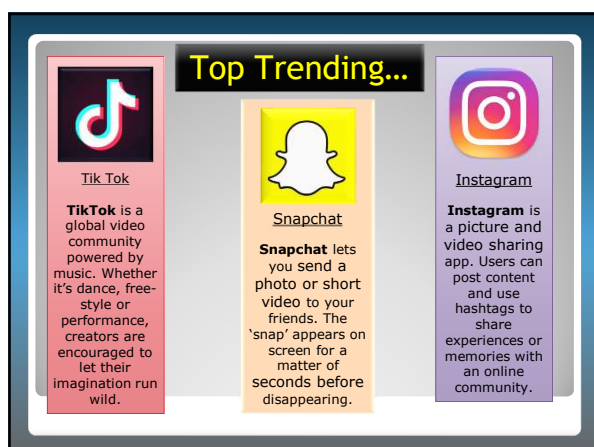 Top Trending…
Tik Tok
TikTok is a
global video
community
powered by
music. Whether
it's dance, free-
style or
performance,
creators are
encouraged to
let their
imagination run
wild.
Snapchat
Snapchat lets
you send a
photo or short
video to your
friends. The
‘snap’ appears on
screen for a
matter of
seconds before
disappearing.
Instagram
Instagram is
a picture and
video sharing
app. Users can
post content
and use
hashtags to
share
experiences or
memories with
an online
community.